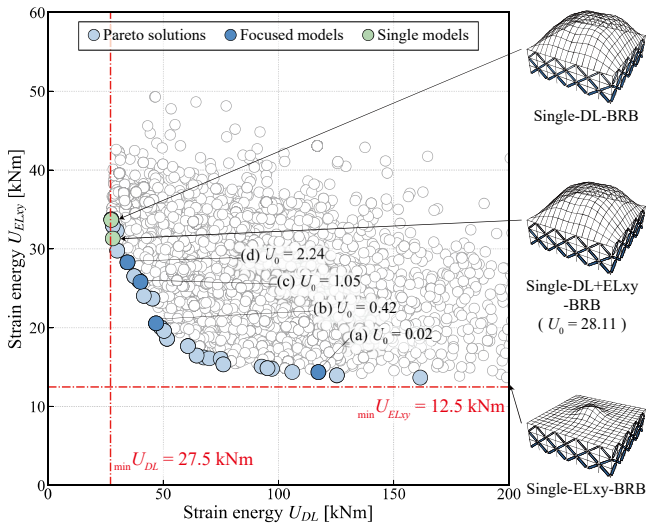 60
50
40
30
20
10
0
Strain energy U_ELxy [kNm]
Pareto solutions
Focused models
Single models
(d) U_0 = 2.24
(c) U_0 = 1.05
(b) U_0 = 0.42
(a) U_0 = 0.02
min U_ELxy = 12.5 kNm
min U_DL = 27.5 kNm
0
50
100
150
200
Strain energy U_DL [kNm]
Single-DL-BRB
Single-DL+ELxy
-BRB
( U_0 = 28.11 )
Single-ELxy-BRB